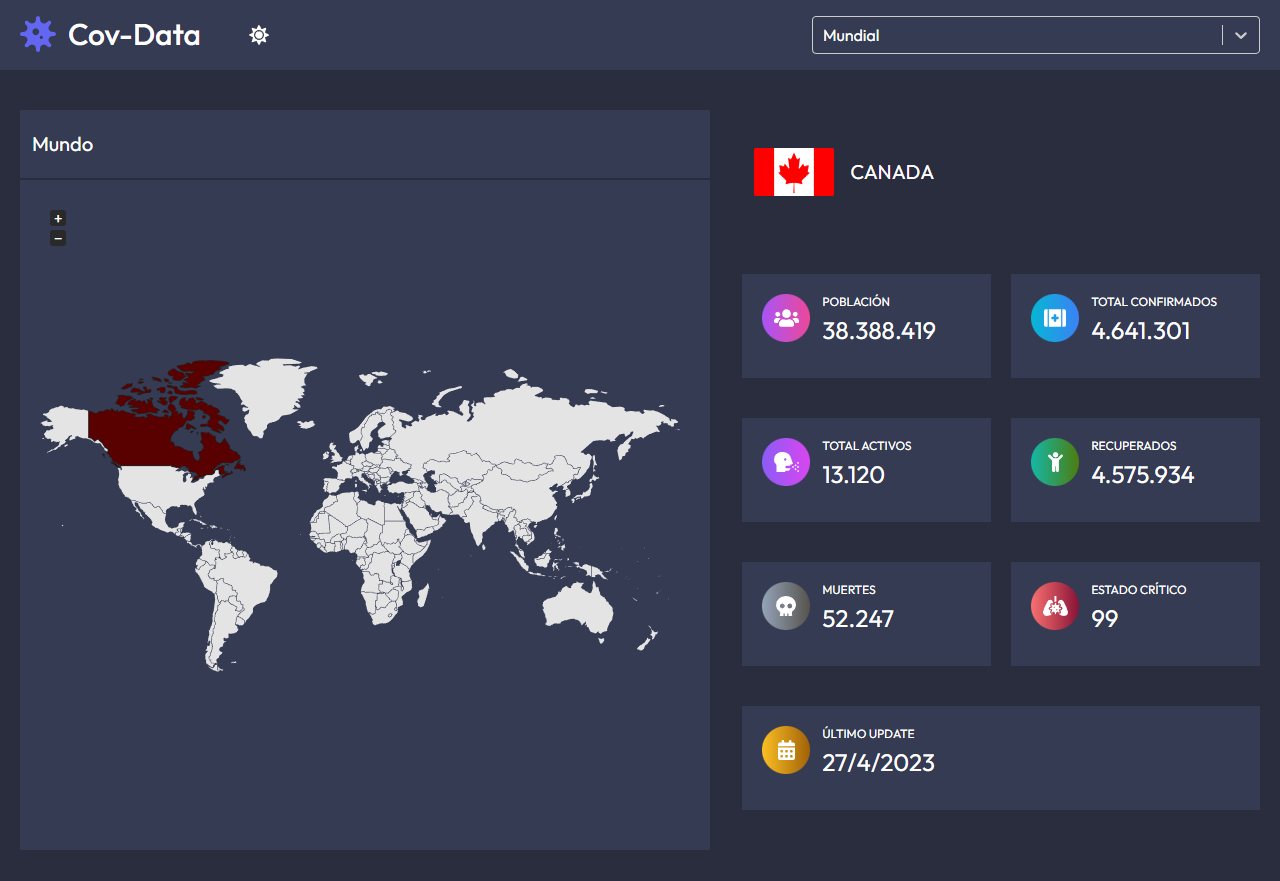 Cov-Data
Mundial
Mundo
+
−
CANADA
POBLACIÓN
38.388.419
TOTAL CONFIRMADOS
4.641.301
TOTAL ACTIVOS
13.120
RECUPERADOS
4.575.934
MUERTES
52.247
ESTADO CRÍTICO
99
ÚLTIMO UPDATE
27/4/2023